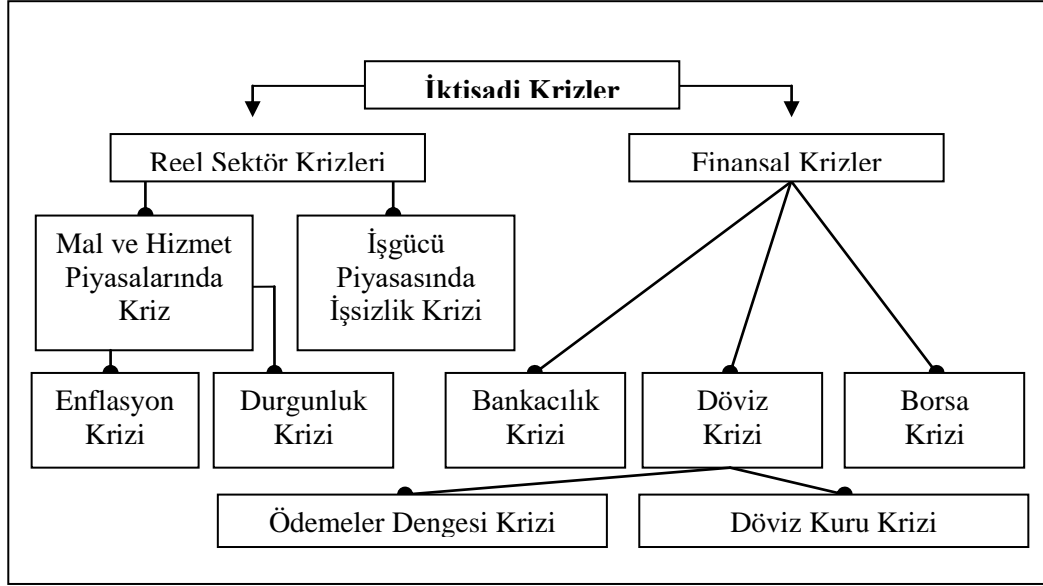 İktisadi Krizler
Reel Sektör Krizleri
Finansal Krizler
Mal ve Hizmet
Piyasalarında
Kriz
İşgücü
Piyasasında
İşsizlik Krizi
Enflasyon
Krizi
Durgunluk
Krizi
Bankacılık
Krizi
Döviz
Krizi
Borsa
Krizi
Ödemeler Dengesi Krizi
Döviz Kuru Krizi